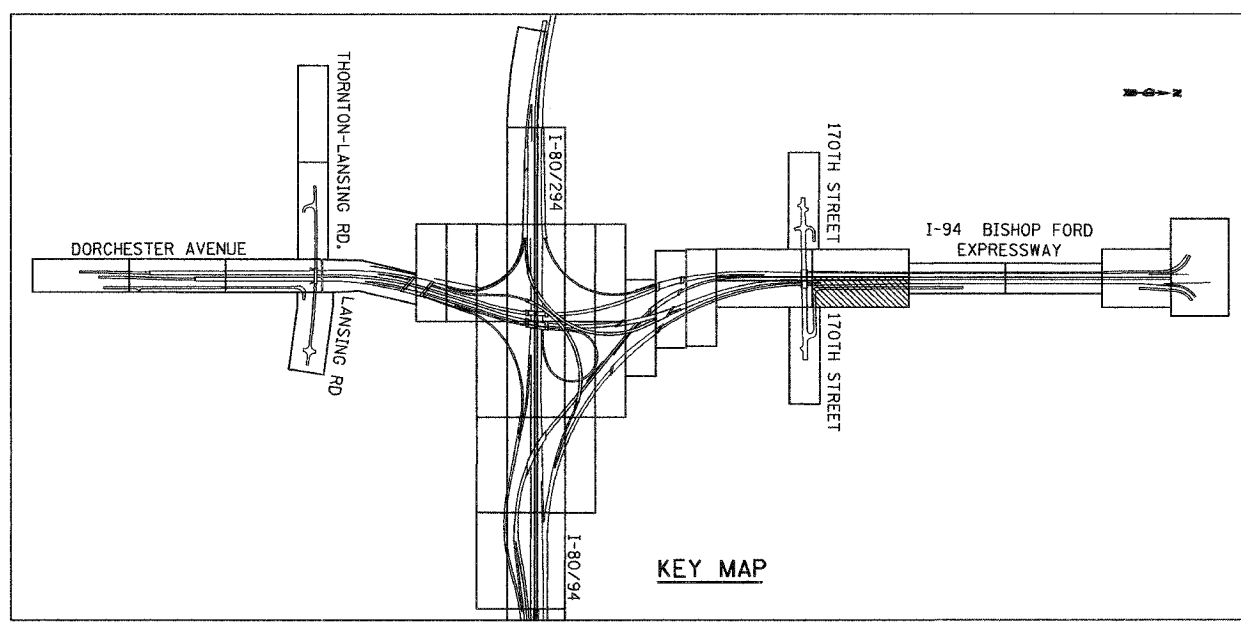 THORNTON-LANSING RD.
I-80/294
170TH STREET
I-94 BISHOP FORD
EXPRESSWAY
DORCHESTER AVENUE
LANSING RD
170TH STREET
I-80/94
KEY MAP
N